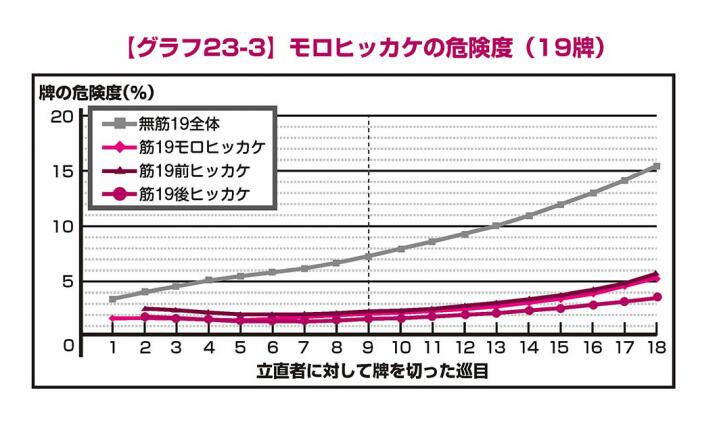 【グラフ23-3】モロヒッカケの危険度（19牌）
牌の危険度(%)
無筋19全体
筋19モロヒッカケ
筋19前ヒッカケ
筋19後ヒッカケ
20
15
10
5
0
1 2 3 4 5 6 7 8 9 10 11 12 13 14 15 16 17 18
立直者に対して牌を切った巡目